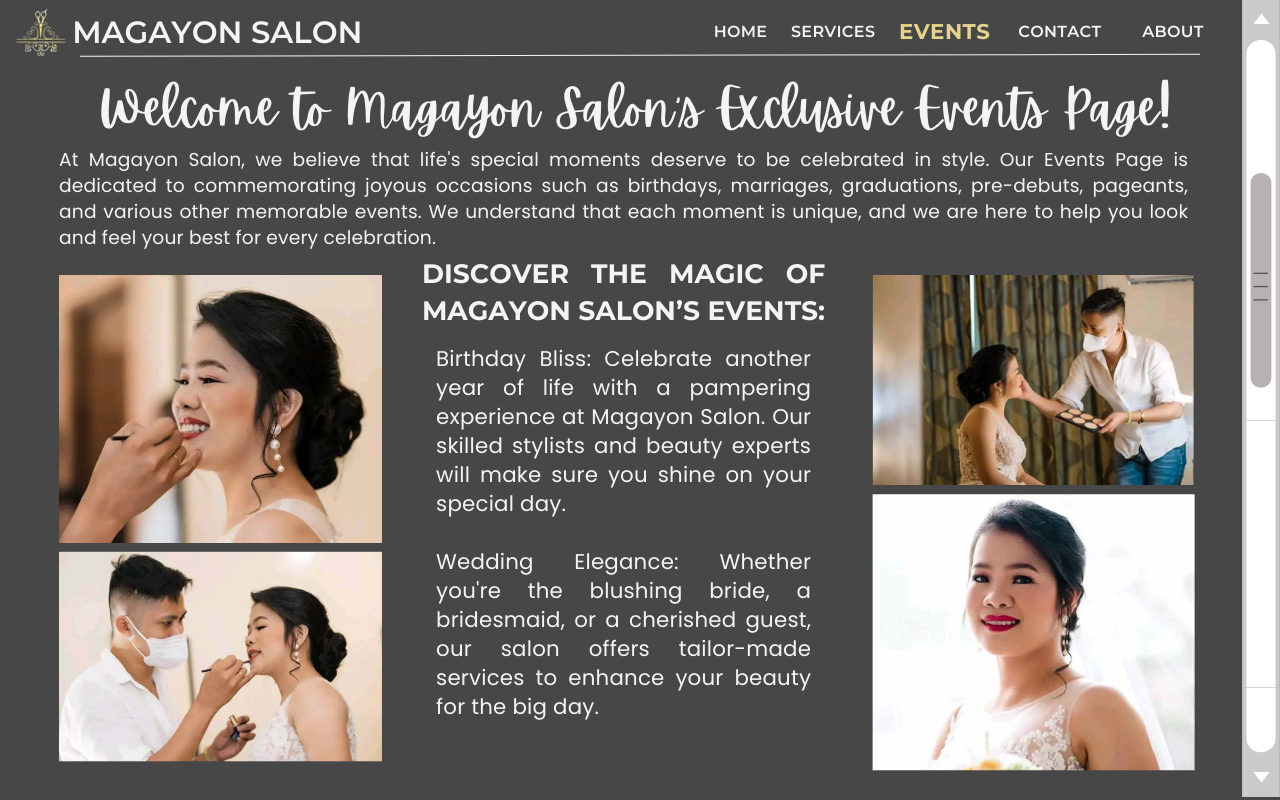 MAGAYON SALON
HOME SERVICES EVENTS CONTACT ABOUT
Welcome to Magayon Salon's Exclusive Events Page!
At Magayon Salon, we believe that life's special moments deserve to be celebrated in style. Our Events Page is
dedicated to commemorating joyous occasions such as birthdays, marriages, graduations, pre-debuts, pageants,
and various other memorable events. We understand that each moment is unique, and we are here to help you look
and feel your best for every celebration.
DISCOVER THE MAGIC OF
MAGAYON SALON’S EVENTS:
Birthday Bliss: Celebrate another
year of life with a pampering
experience at Magayon Salon. Our
skilled stylists and beauty experts
will make sure you shine on your
special day.
Wedding Elegance: Whether
you're the blushing bride, a
bridesmaid, or a cherished guest,
our salon offers tailor-made
services to enhance your beauty
for the big day.